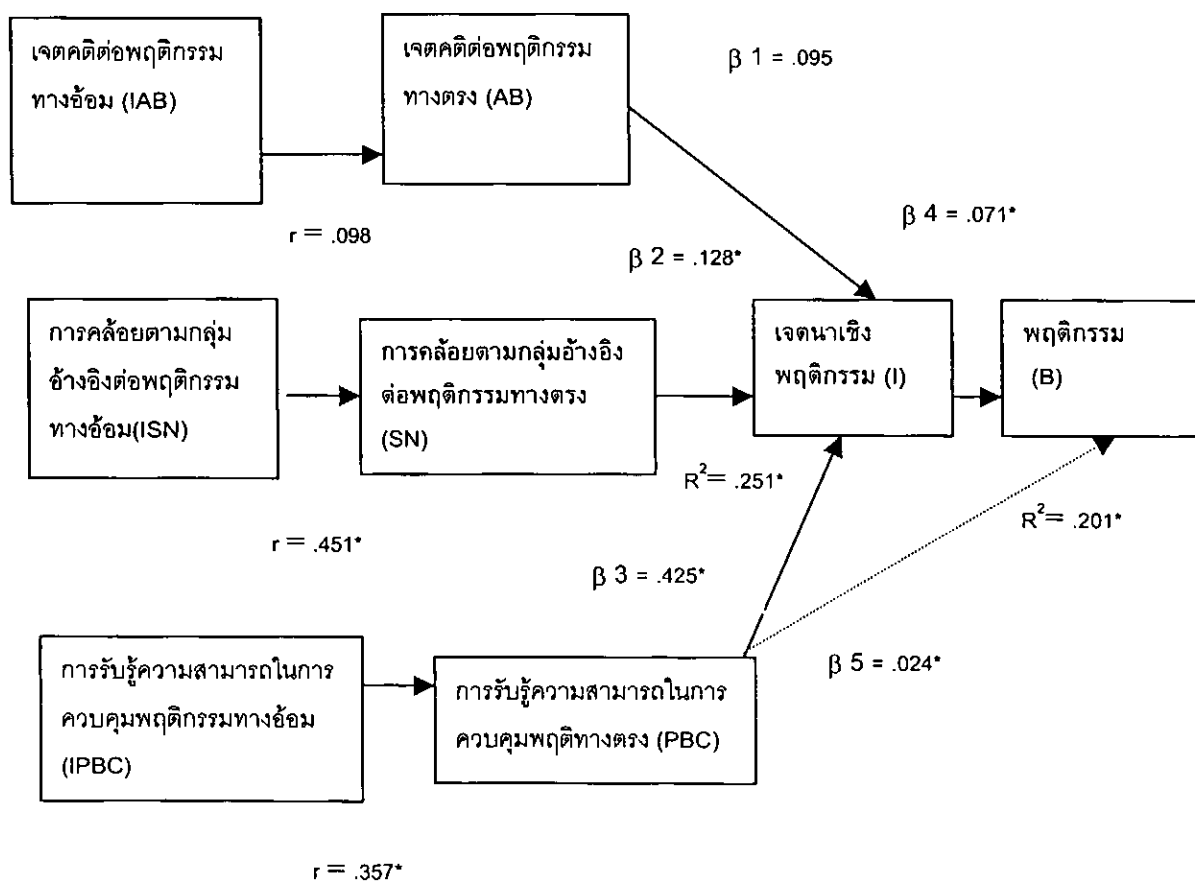 เจตคติต่อพฤติกรรม
ทางอ้อม (IAB)
เจตคติต่อพฤติกรรม
ทางตรง (AB)
β 1 = .095
r = .098
β 4 = .071*
β 2 = .128*
การคล้อยตามกลุ่ม
อ้างอิงต่อพฤติกรรม
ทางอ้อม(ISN)
การคล้อยตามกลุ่มอ้างอิง
ต่อพฤติกรรมทางตรง
(SN)
เจตนาเชิง
พฤติกรรม (I)
พฤติกรรม
(B)
R²= .251*
R²= .201*
r = .451*
β 3 = .425*
การรับรู้ความสามารถในการ
ควบคุมพฤติกรรมทางอ้อม
(IPBC)
การรับรู้ความสามารถในการ
ควบคุมพฤติทางตรง (PBC)
β 5 = .024*
r = .357*